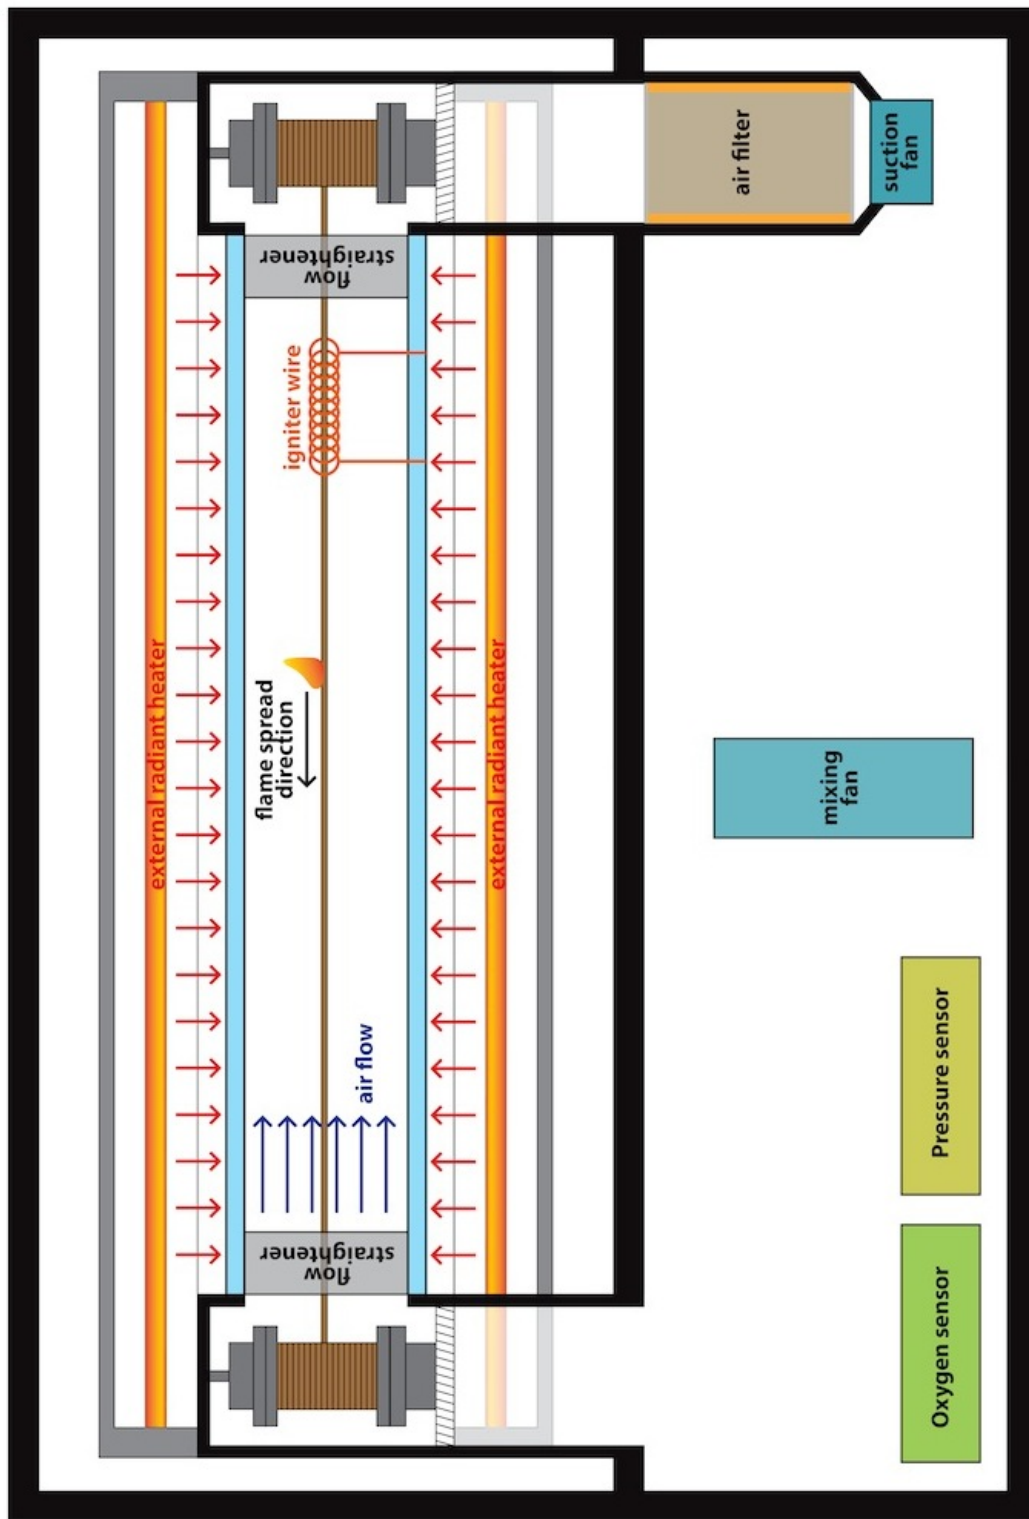 external radiant heater
flow
straightener
flow
straightener
igniter wire
flame spread
direction
air flow
external radiant heater
air filter
suction
fan
mixing
fan
Pressure sensor
Oxygen sensor